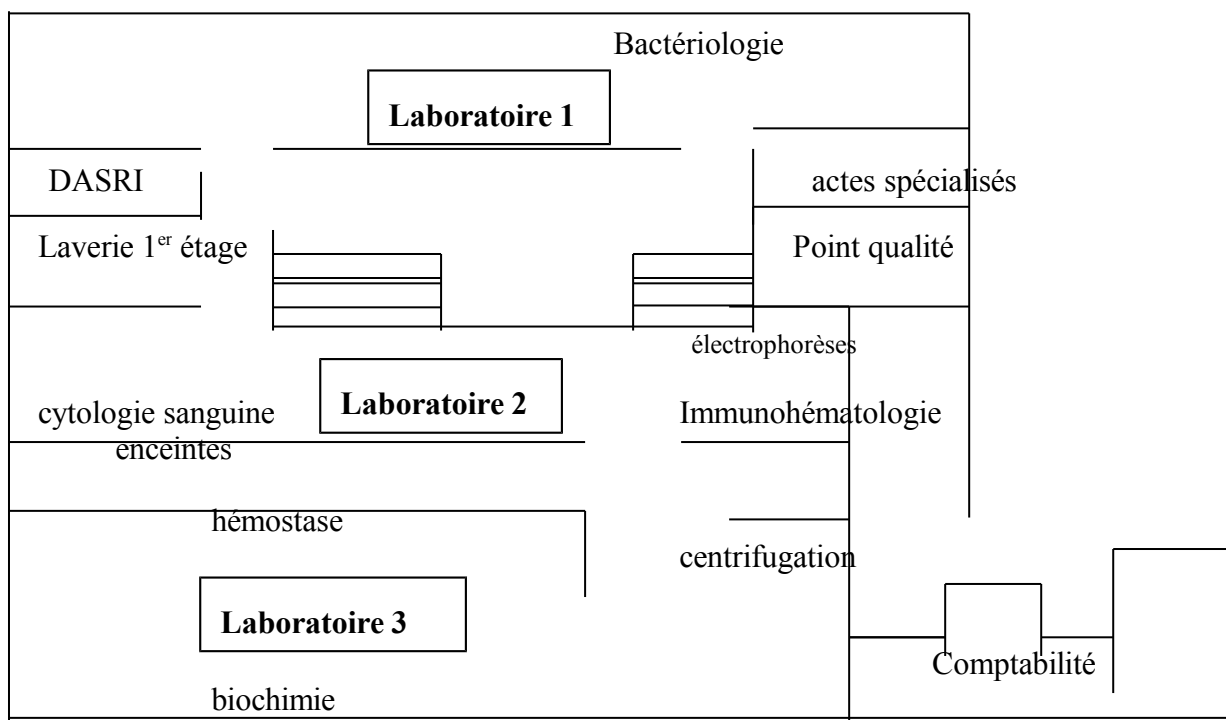 Bactériologie
Laboratoire 1
DASRI
actes spécialisés
Laverie 1er étage
Point qualité
électrophorèses
Laboratoire 2
cytologie sanguine
enceintes
Immunohématologie
hémostase
centrifugation
Laboratoire 3
Comptabilité
biochimie